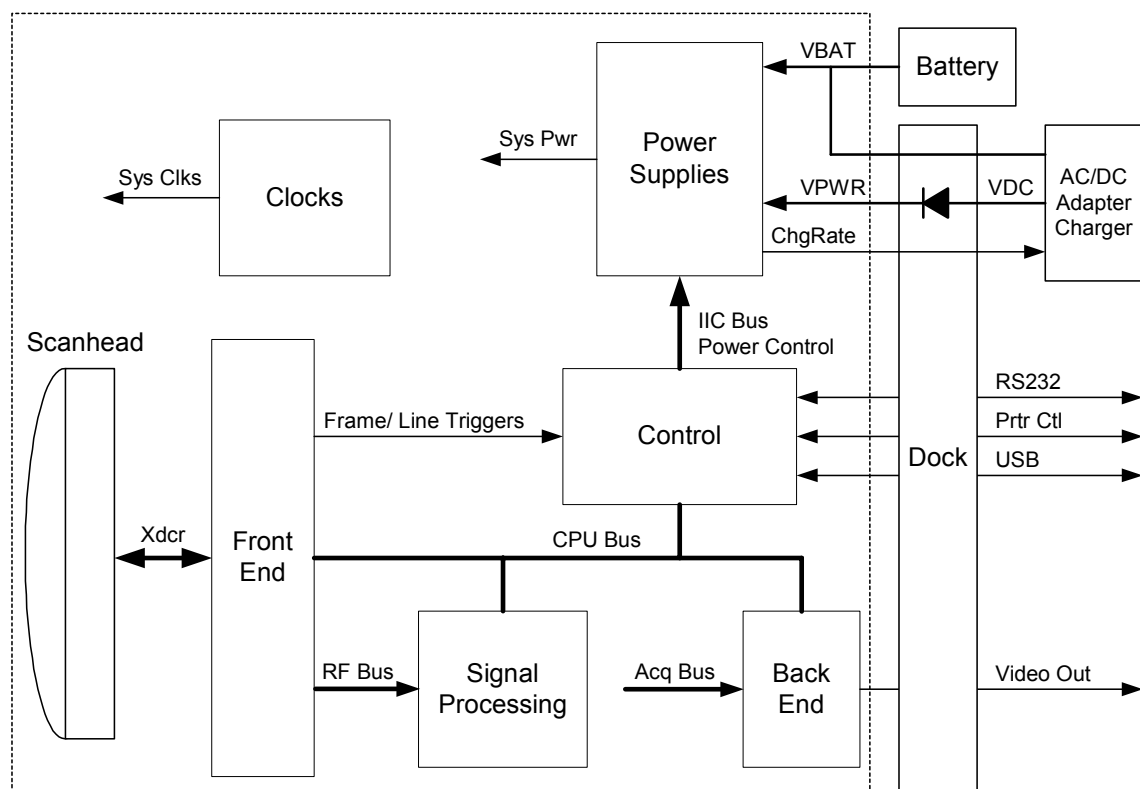 VBAT
Battery
Sys Pwr
Power
Supplies
Sys Clks
Clocks
VPWR
VDC
AC/DC
Adapter
Charger
ChgRate
IIC Bus
Power Control
Scanhead
RS232
Frame/ Line Triggers
Control
Prtr Ctl
Dock
USB
Xdcr
Front
End
CPU Bus
RF Bus
Signal
Processing
Acq Bus
Back
End
Video Out